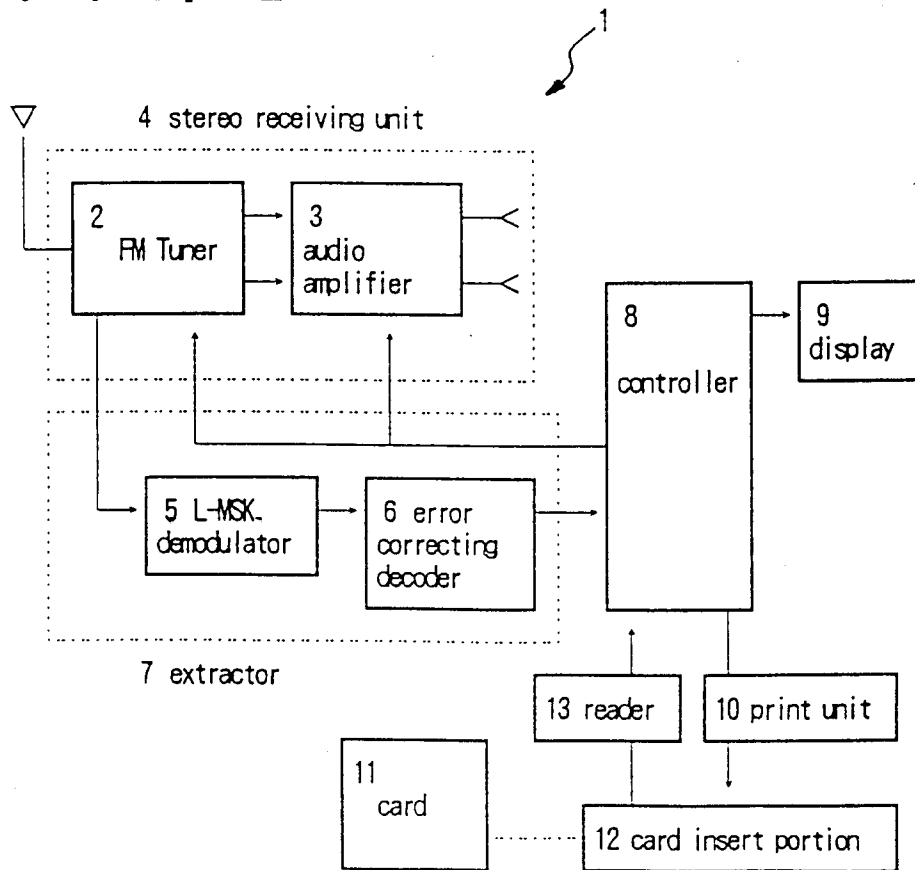 1
4 stereo receiving unit
2
FM Tuner
3
audio
amplifier
8
controller
9
display
5 L-MSK
demodulator
6 error
correcting
decoder
7 extractor
13 reader
10 print unit
11
card
12 card insert portion